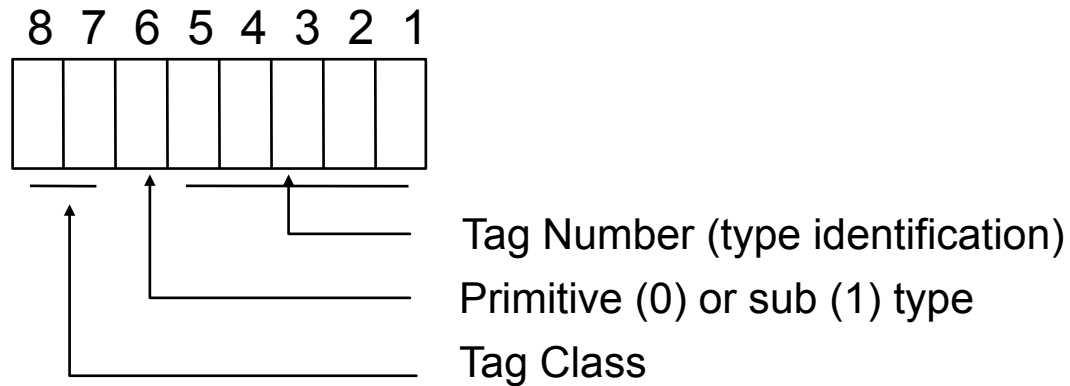 8 7 6 5 4 3 2 1
Tag Number (type identification)
Primitive (0) or sub (1) type
Tag Class